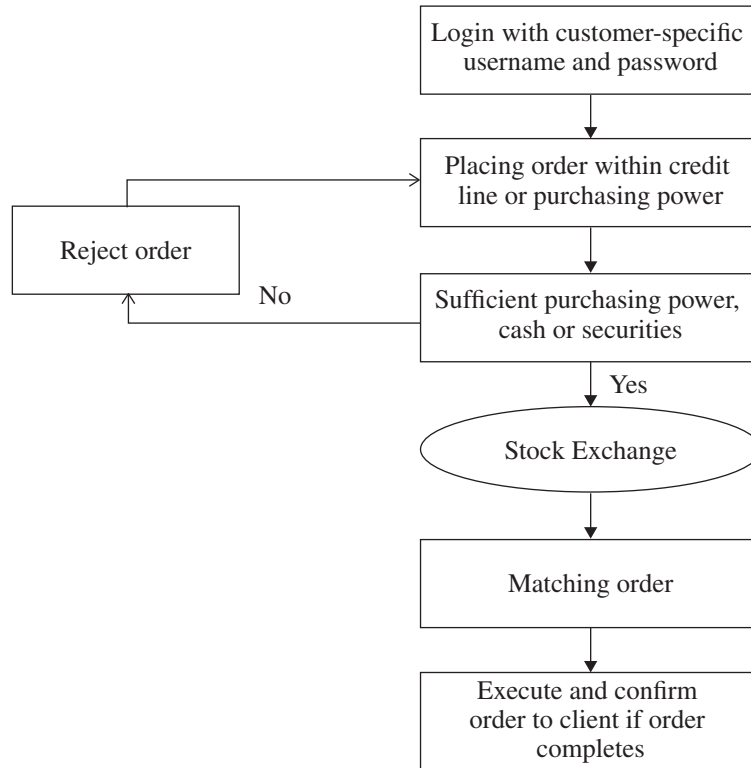 Login with customer-specific
username and password
Placing order within credit
line or purchasing power
Reject order
No
Sufficient purchasing power,
cash or securities
Yes
Stock Exchange
Matching order
Execute and confirm
order to client if order
completes